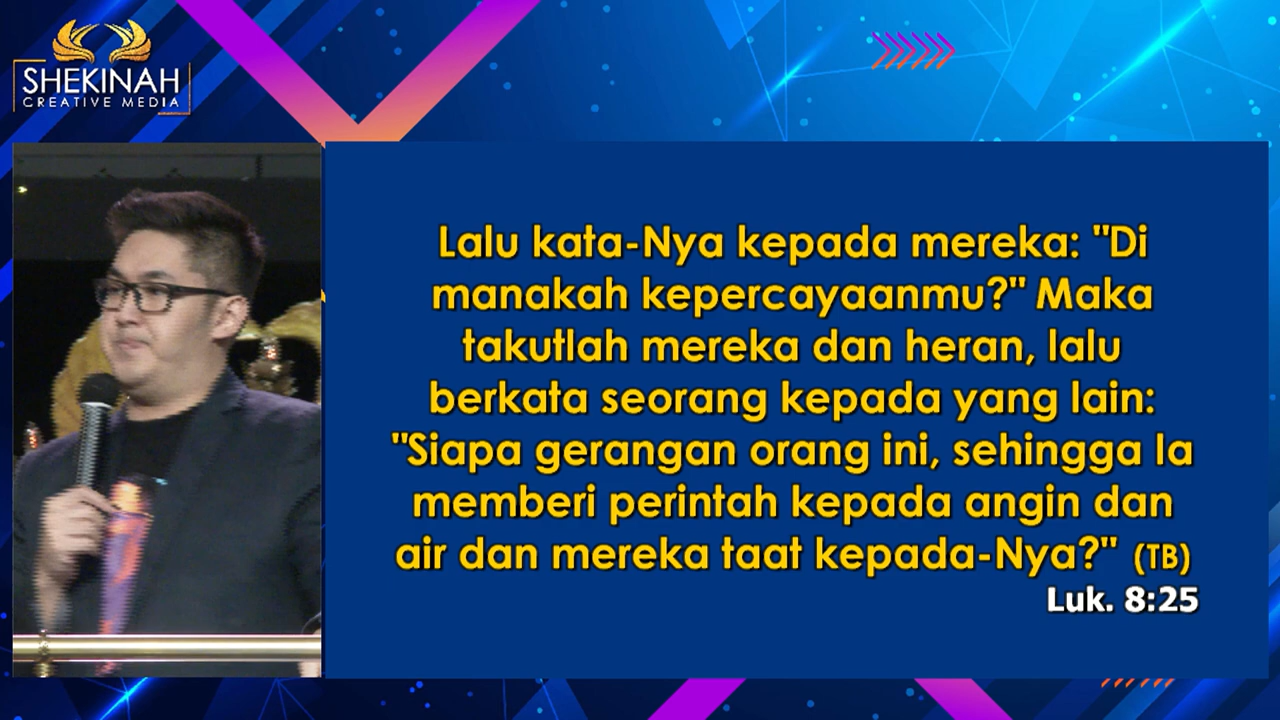 SHEKINAH
CREATIVE MEDIA
Lalu kata-Nya kepada mereka: "Di
manakah kepercayaanmu?" Maka
takutlah mereka dan heran, lalu
berkata seorang kepada yang lain:
"Siapa gerangan orang ini, sehingga Ia
memberi perintah kepada angin dan
air dan mereka taat kepada-Nya?" (TB)
Luk. 8:25